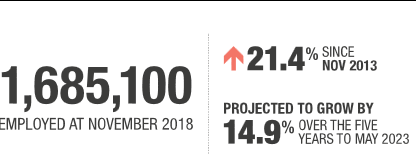 1,685,100
EMPLOYED AT NOVEMBER 2018
21.4% SINCE
NOV 2013
PROJECTED TO GROW BY
14.9% OVER THE FIVE
YEARS TO MAY 2023